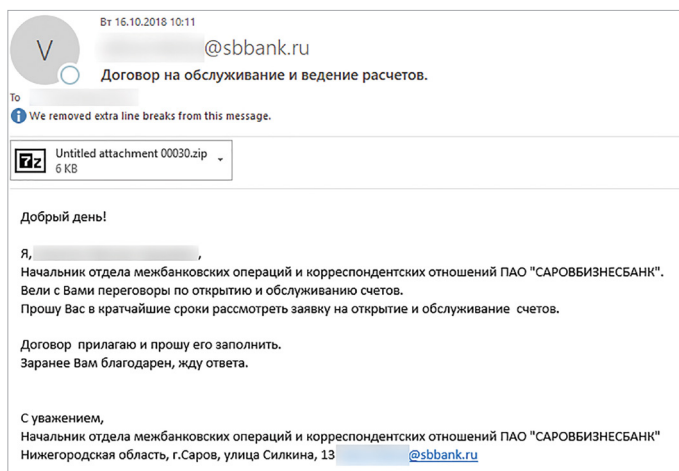 V
Вт 16.10.2018 10:11
@sbbank.ru
Договор на обслуживание и ведение расчетов.
To
We removed extra line breaks from this message.
7z
Untitled attachment 00030.zip
6 KB
Добрый день!
Я, ,
Начальник отдела межбанковских операций и корреспондентских отношений ПАО "САРОВБИЗНЕСБАНК".
Вели с Вами переговоры по открытию и обслуживанию счетов.
Прошу Вас в кратчайшие сроки рассмотреть заявку на открытие и обслуживание счетов.
Договор прилагаю и прошу его заполнить.
Заранее Вам благодарен, жду ответа.
С уважением,
Начальник отдела межбанковских операций и корреспондентских отношений ПАО "САРОВБИЗНЕСБАНК"
Нижегородская область, г.Саров, улица Силкина, 13 @sbbank.ru